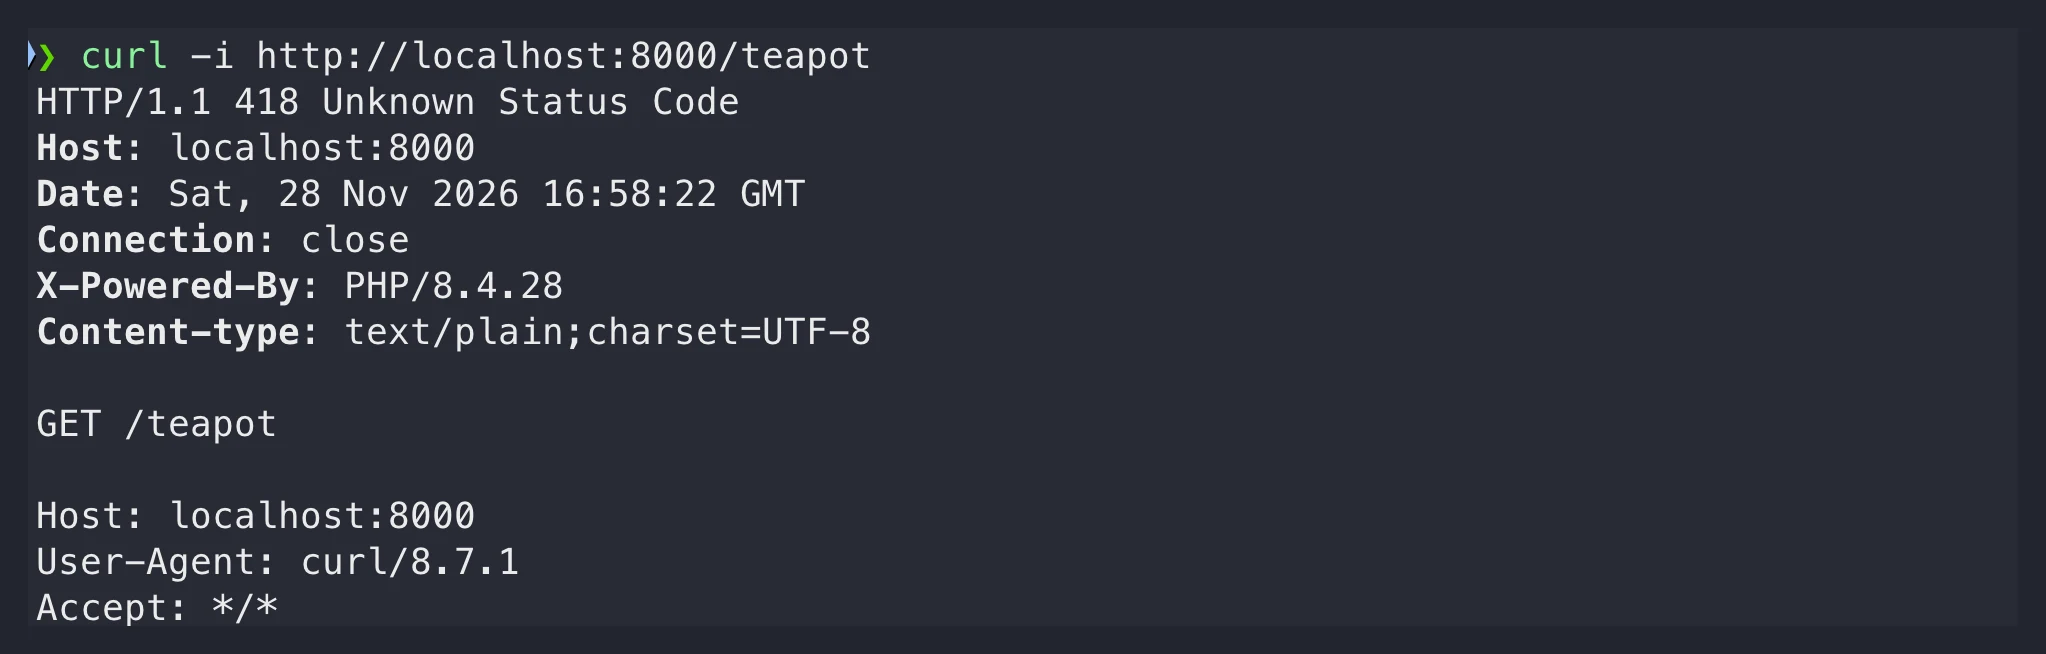 ❯ curl -i http://localhost:8000/teapot
HTTP/1.1 418 Unknown Status Code
Host: localhost:8000
Date: Sat, 28 Nov 2026 16:58:22 GMT
Connection: close
X-Powered-By: PHP/8.4.28
Content-type: text/plain;charset=UTF-8

GET /teapot

Host: localhost:8000
User-Agent: curl/8.7.1
Accept: */*